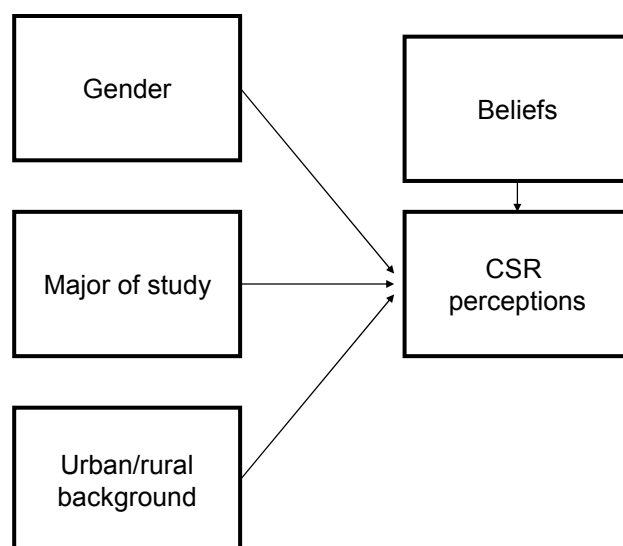 Gender
Beliefs
Major of study
CSR
perceptions
Urban/rural
background